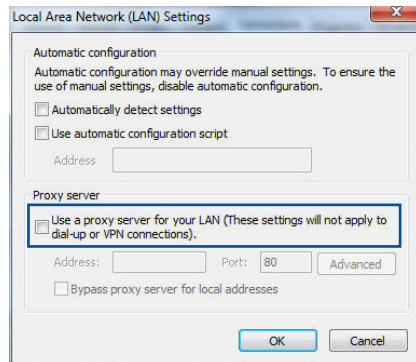 Local Area Network (LAN) Settings
Automatic configuration
Automatic configuration may override manual settings. To ensure the
use of manual settings, disable automatic configuration.
Automatically detect settings
Use automatic configuration script
Address
Proxy server
Use a proxy server for your LAN (These settings will not apply to
dial-up or VPN connections).
Address: Port: 80 Advanced
Bypass proxy server for local addresses
OK Cancel